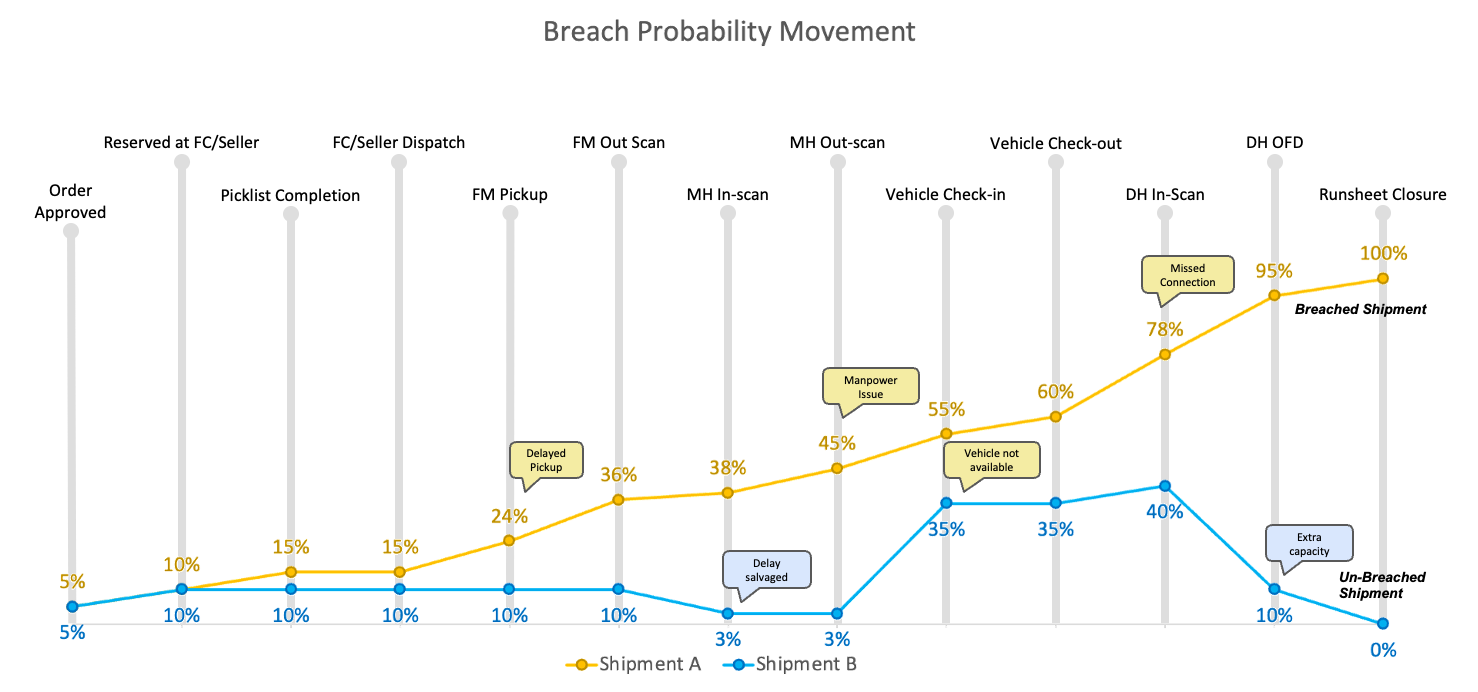 Breach Probability Movement
Reserved at FC/Seller
FC/Seller Dispatch
FM Out Scan
MH Out-scan
Vehicle Check-out
DH OFD
Order
Approved
Picklist Completion
FM Pickup
MH In-scan
Vehicle Check-in
DH In-Scan
Runsheet Closure
5%
10%
15%
15%
24%
36%
38%
45%
55%
60%
78%
95%
100%
Delayed
Pickup
Manpower
Issue
Vehicle not
available
Missed
Connection
Breached Shipment
5%
10%
10%
10%
10%
10%
3%
3%
35%
35%
40%
10%
0%
Delay
salvaged
Extra
capacity
Un-Breached
Shipment
Shipment A
Shipment B